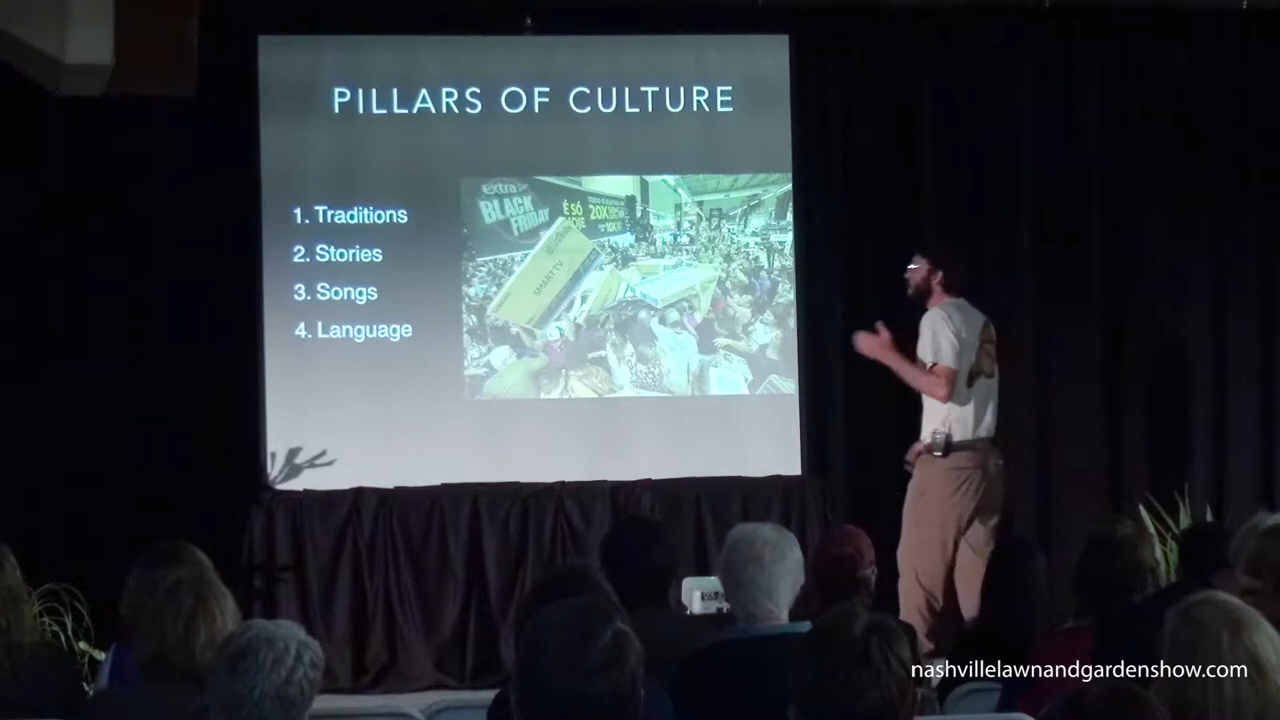 PILLARS OF CULTURE
1. Traditions
2. Stories
3. Songs
4. Language
Extra
BLACK
FRIDAY
É SÓ
HOJE
20X
SMART TV
nashvillelawnandgardenshow.com